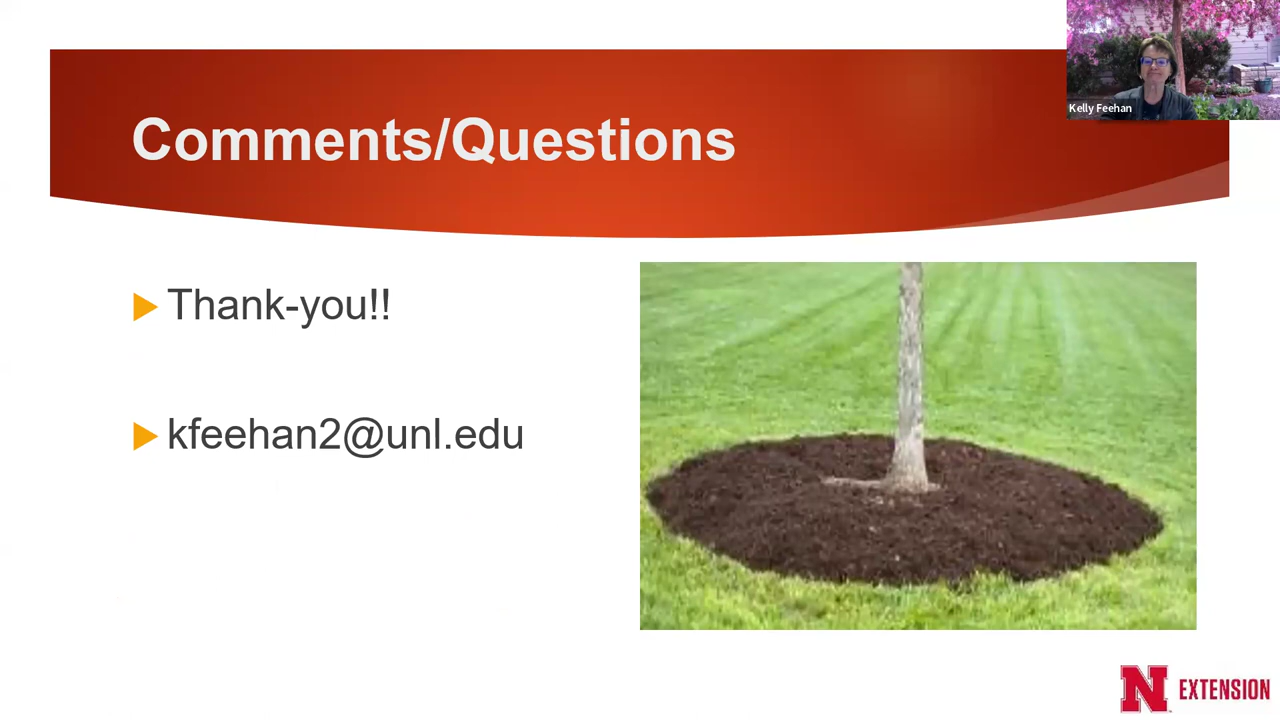 Kelly Feehan
Comments/Questions
Thank-you!!
kfeehan2@unl.edu
N EXTENSION